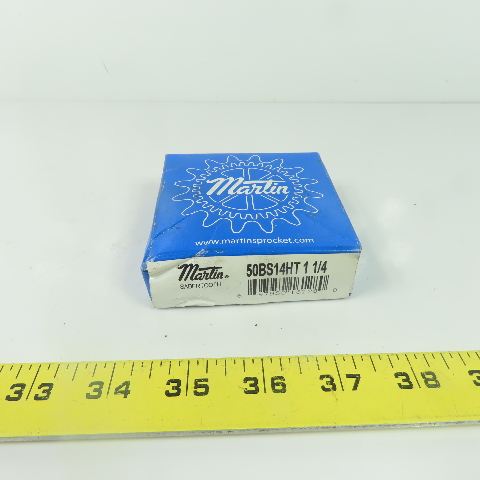 Martin
www.martinsprocket.com
Martin® 50BS14HT 1 1/4
33 34 35 36 37 38